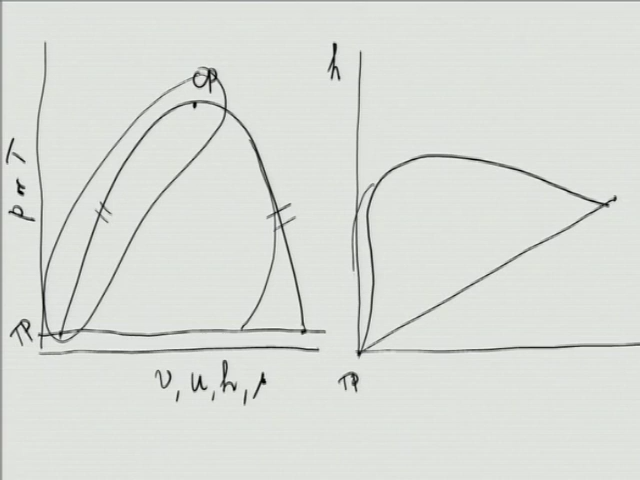 CP
p or T
TP
v, u, h, s
h
TP